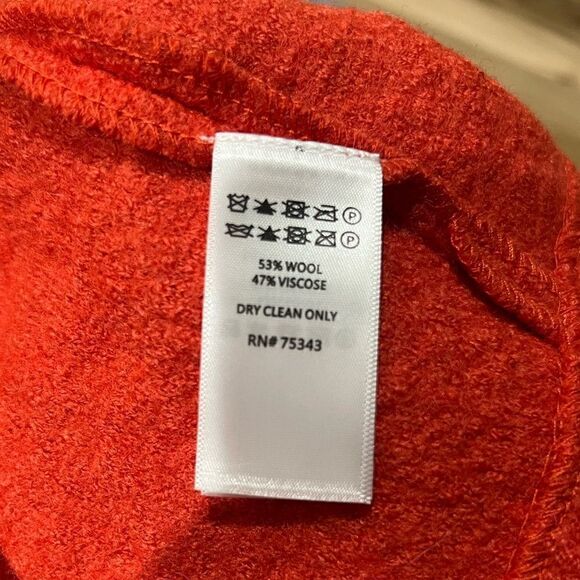 P
P
53% WOOL
47% VISCOSE
DRY CLEAN ONLY
RN# 75343